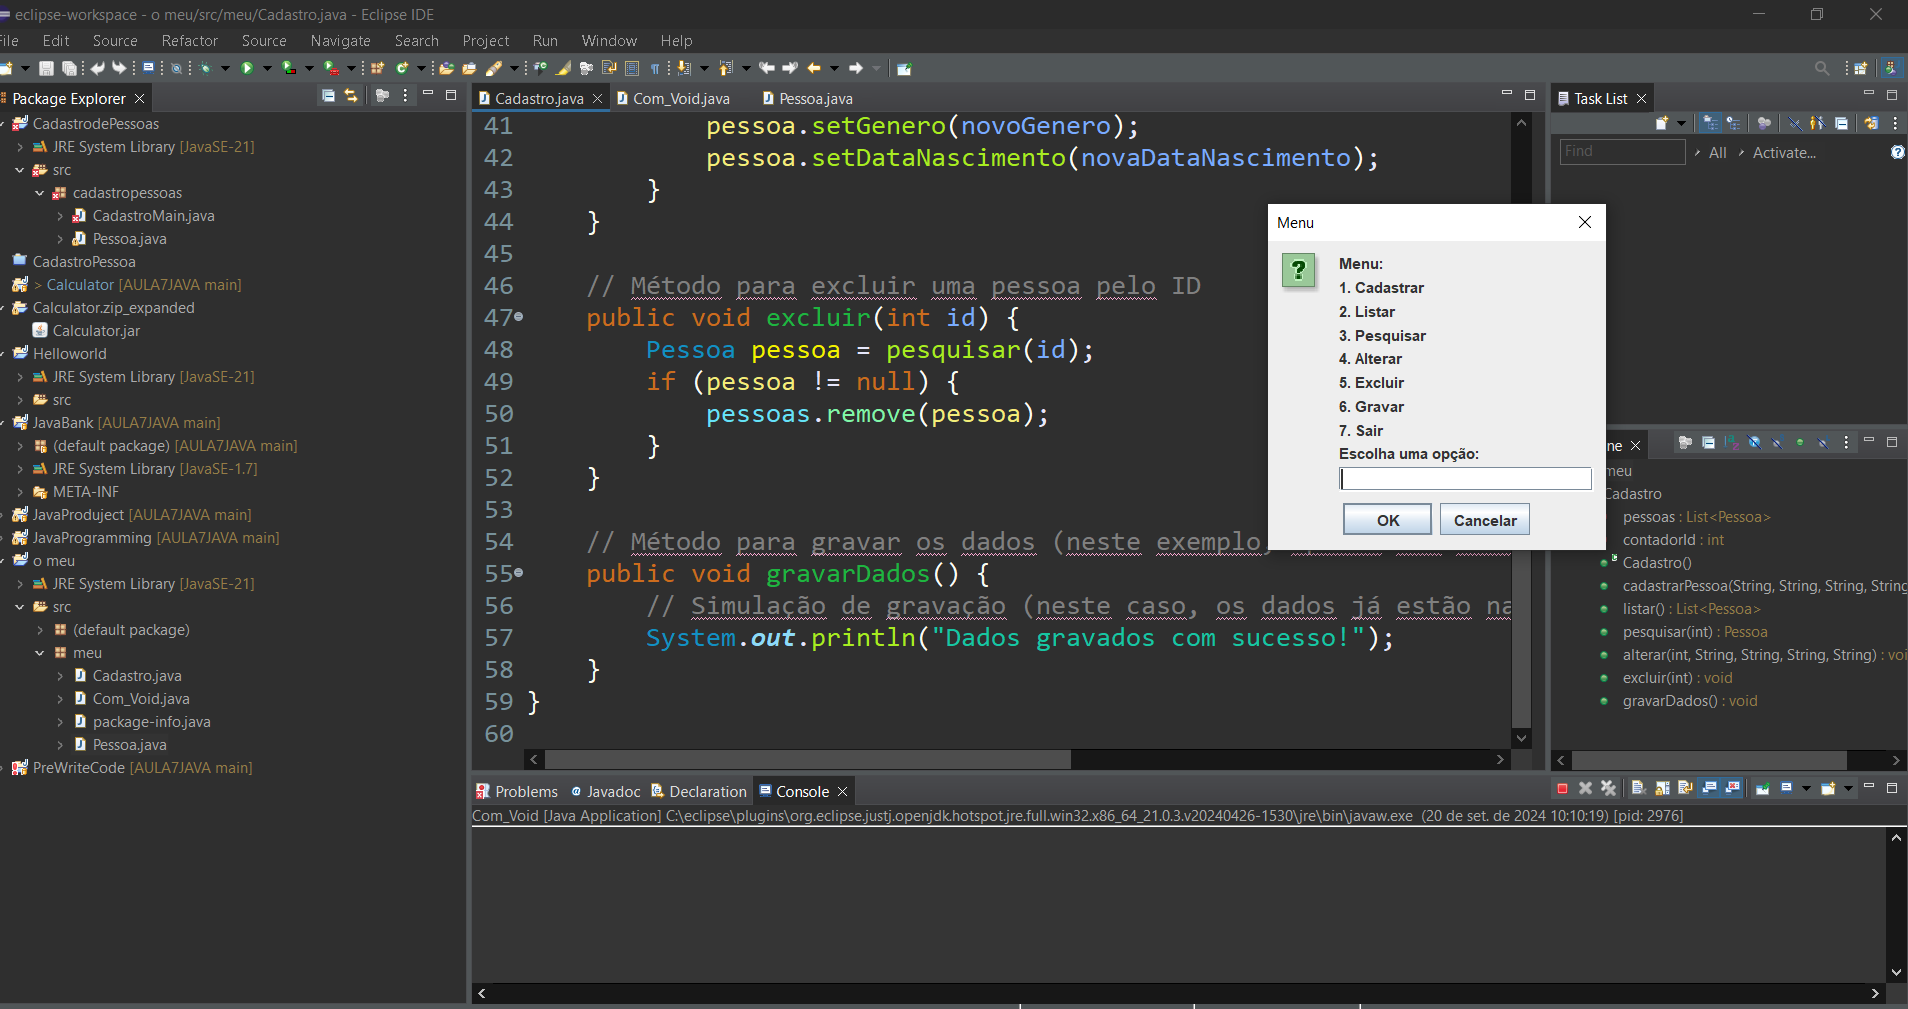 eclipse-workspace - o meu/src/meu/Cadastro.java - Eclipse IDE
File Edit Source Refactor Source Navigate Search Project Run Window Help
Package Explorer
CadastrodePessoas
JRE System Library [JavaSE-21]
src
cadastropessoas
CadastroMain.java
Pessoa.java
CadastroPessoa
> Calculator [AULA7JAVA main]
Calculator.zip_expanded
Calculator.jar
Helloworld
JRE System Library [JavaSE-21]
src
JavaBank [AULA7JAVA main]
(default package) [AULA7JAVA main]
JRE System Library [JavaSE-1.7]
META-INF
JavaProduject [AULA7JAVA main]
JavaProgramming [AULA7JAVA main]
o meu
JRE System Library [JavaSE-21]
src
(default package)
meu
Cadastro.java
Com_Void.java
package-info.java
Pessoa.java
PreWriteCode [AULA7JAVA main]
Cadastro.java Com_Void.java Pessoa.java
41 pessoa.setGenero(novoGenero);
42 pessoa.setDataNascimento(novaDataNascimento);
43 }
44 }
45
46 // Método para excluir uma pessoa pelo ID
47 public void excluir(int id) {
48 Pessoa pessoa = pesquisar(id);
49 if (pessoa != null) {
50 pessoas.remove(pessoa);
51 }
52 }
53
54 // Método para gravar os dados (neste exemplo,
55 public void gravarDados() {
56 // Simulação de gravação (neste caso, os dados já estão na
57 System.out.println("Dados gravados com sucesso!");
58 }
59 }
60
Menu
Menu:
1. Cadastrar
2. Listar
3. Pesquisar
4. Alterar
5. Excluir
6. Gravar
7. Sair
Escolha uma opção:
OK Cancelar
Task List
Find All Activate...
ne
meu
Cadastro
pessoas : List<Pessoa>
contadorId : int
Cadastro()
cadastrarPessoa(String, String, String, String
listar() : List<Pessoa>
pesquisar(int) : Pessoa
alterar(int, String, String, String, String) : voi
excluir(int) : void
gravarDados() : void
Problems Javadoc Declaration Console
Com_Void [Java Application] C:\eclipse\plugins\org.eclipse.justj.openjdk.hotspot.jre.full.win32.x86_64_21.0.3.v20240426-1530\jre\bin\javaw.exe (20 de set. de 2024 10:10:19) [pid: 2976]